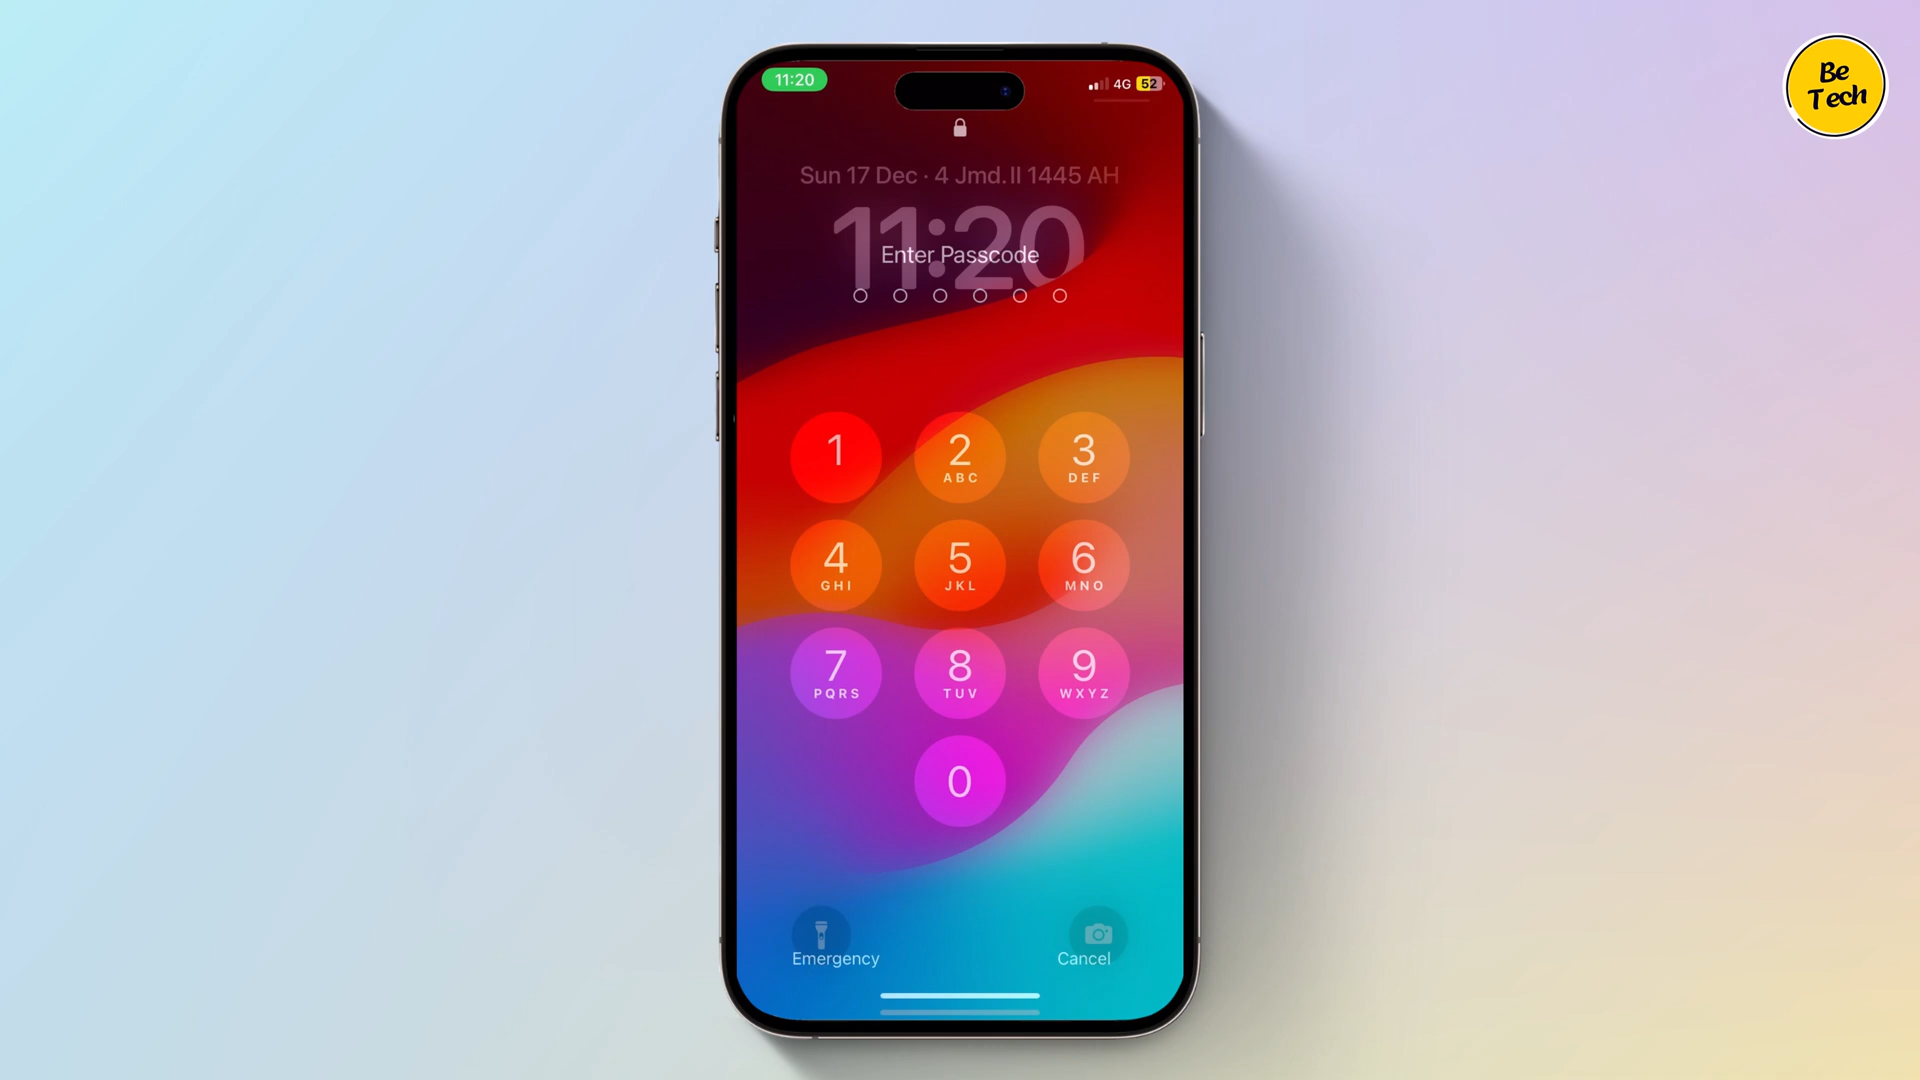 Be
Tech
11:20
4G 52
Sun 17 Dec · 4 Jmd. II 1445 AH
11:20
Enter Passcode
1 2 3
ABC DEF
4 5 6
GHI JKL MNO
7 8 9
PQRS TUV WXYZ
0
Emergency Cancel